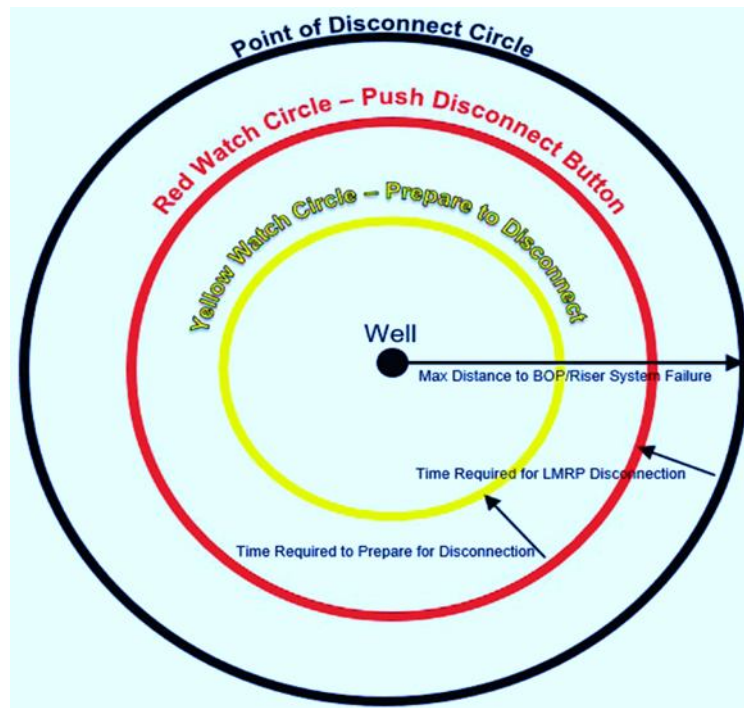 Point of Disconnect Circle
Red Watch Circle – Push Disconnect Button
Yellow Watch Circle – Prepare to Disconnect
Well
Max Distance to BOP/Riser System Failure
Time Required for LMRP Disconnection
Time Required to Prepare for Disconnection